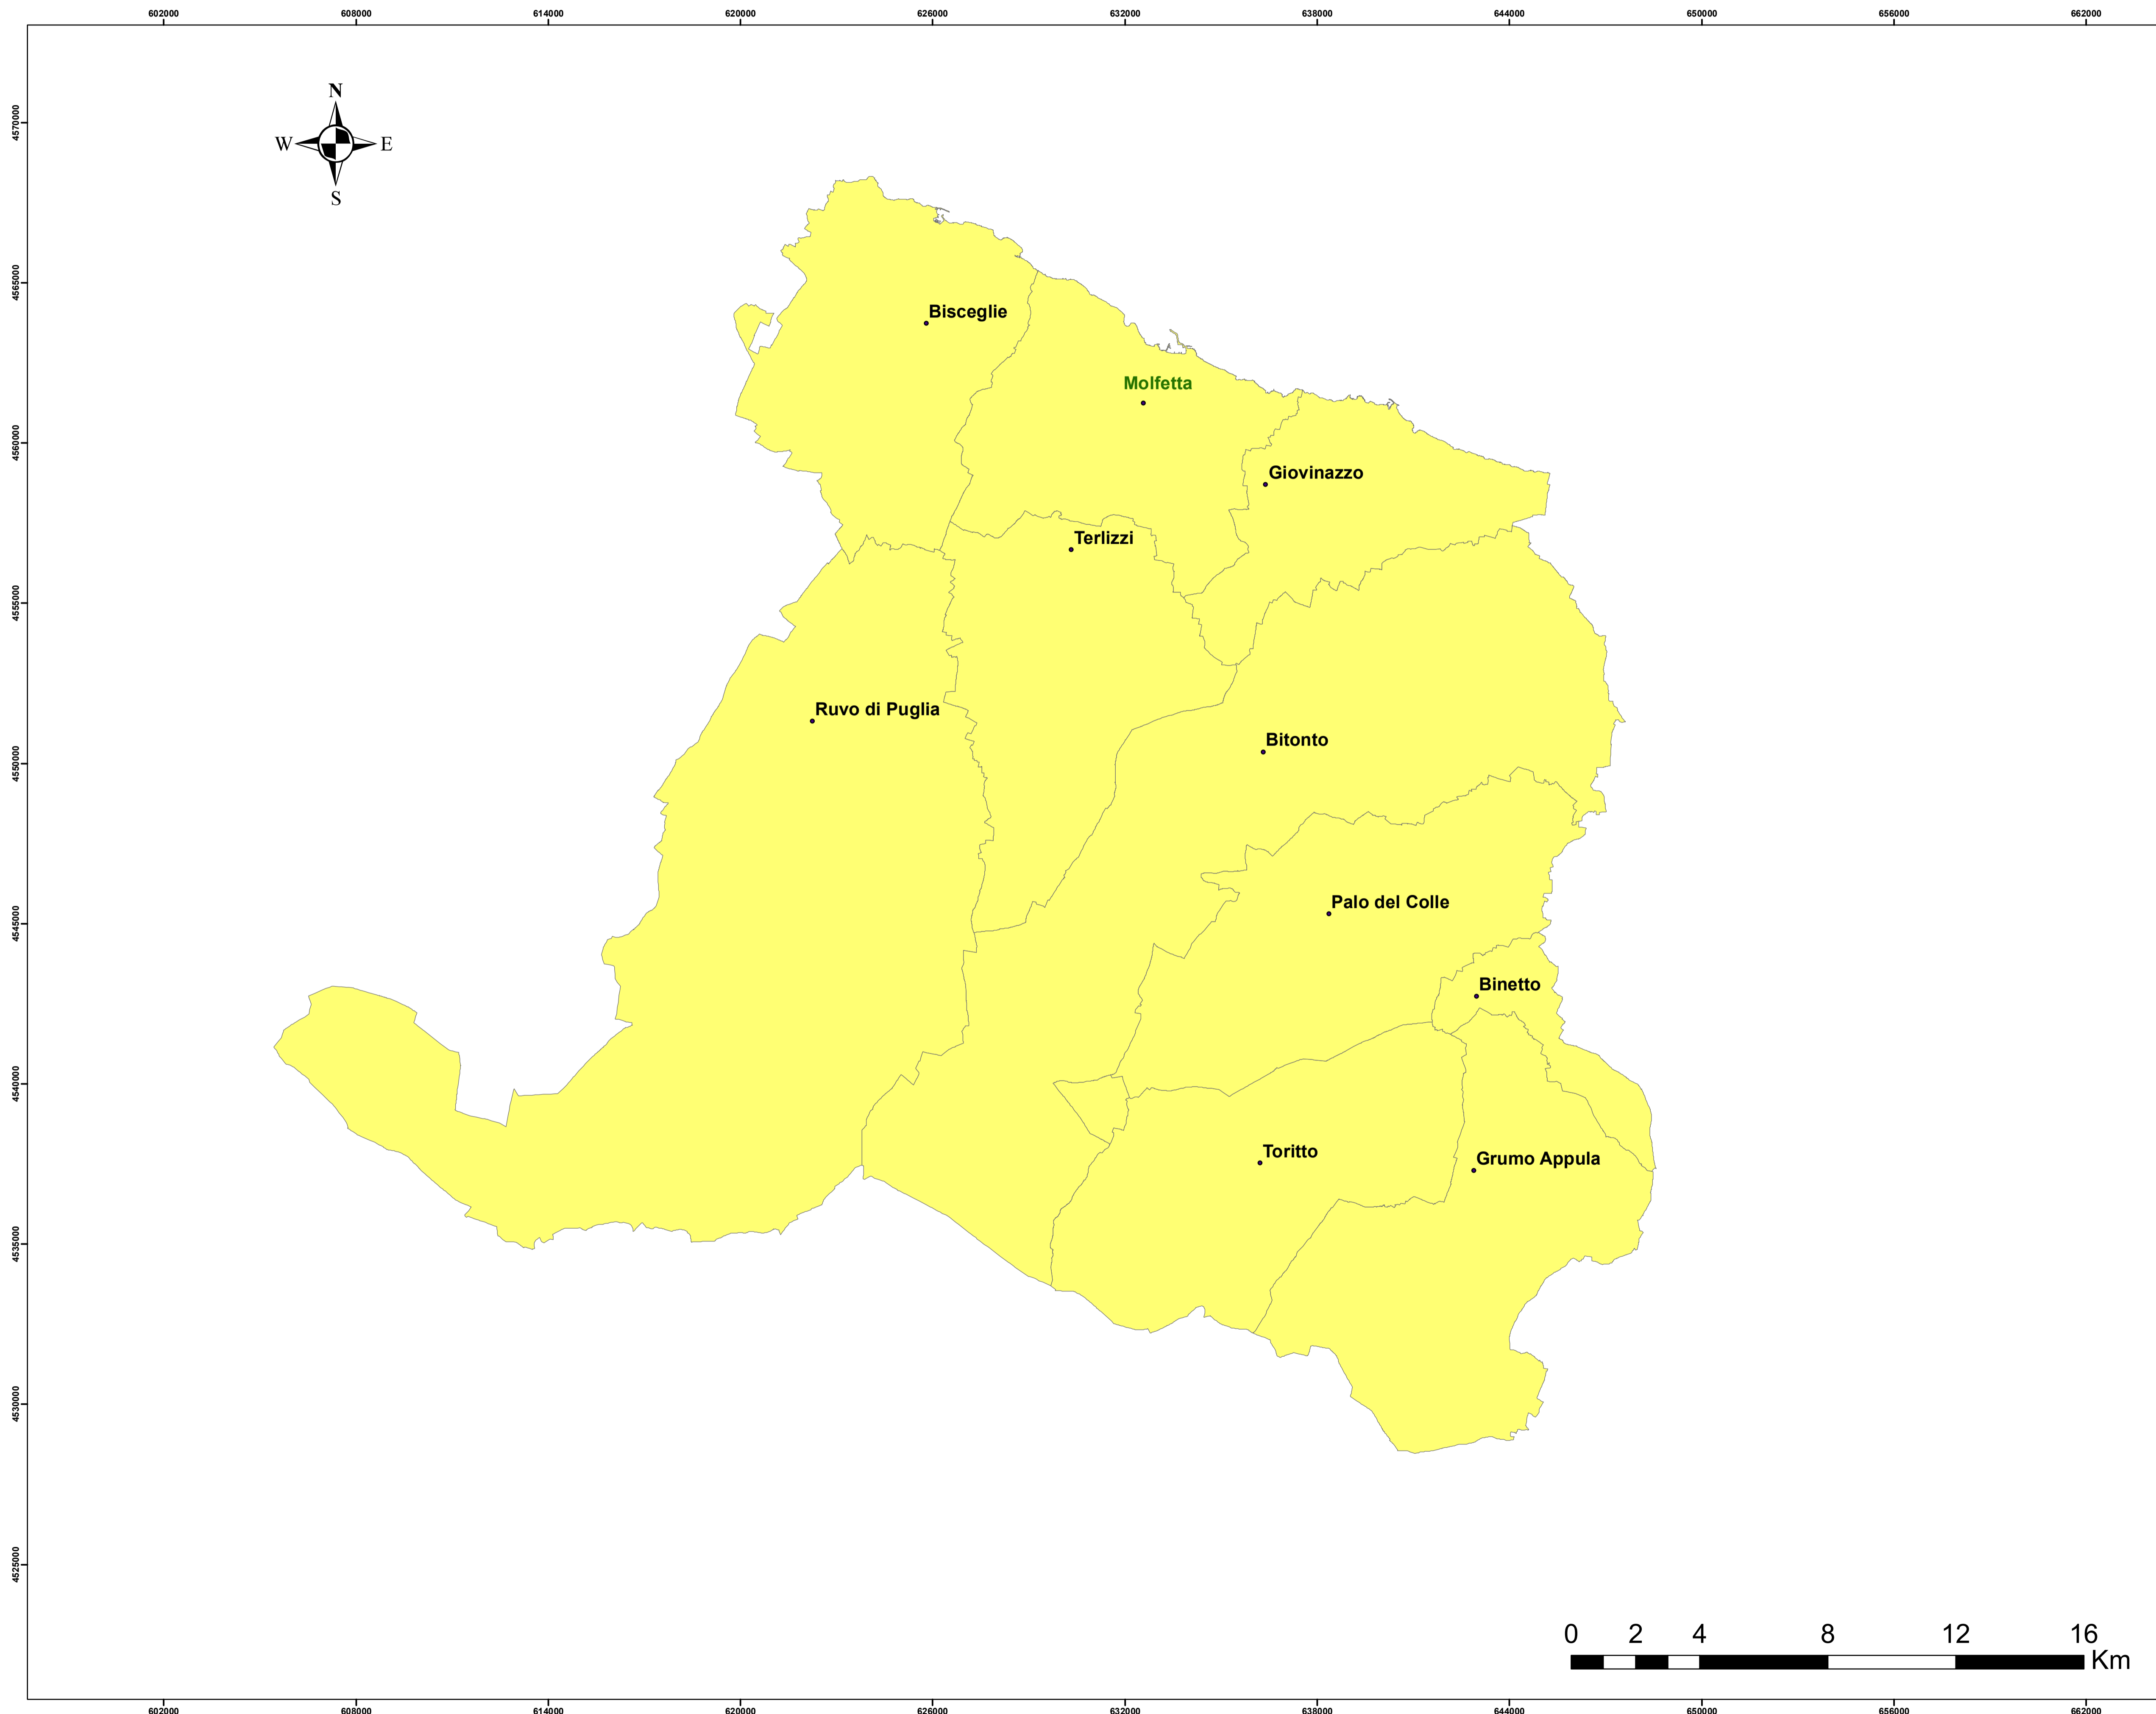 602000 608000 614000 620000 626000 632000 638000 644000 650000 656000 662000
4570000
N
W E
S
4565000
Bisceglie
Molfetta
4560000
Giovinazzo
Terlizzi
4555000
Ruvo di Puglia
Bitonto
4550000
Palo del Colle
4545000
Binetto
4540000
Toritto
Grumo Appula
4535000
4530000
4525000
0 2 4 8 12 16
Km
602000 608000 614000 620000 626000 632000 638000 644000 650000 656000 662000